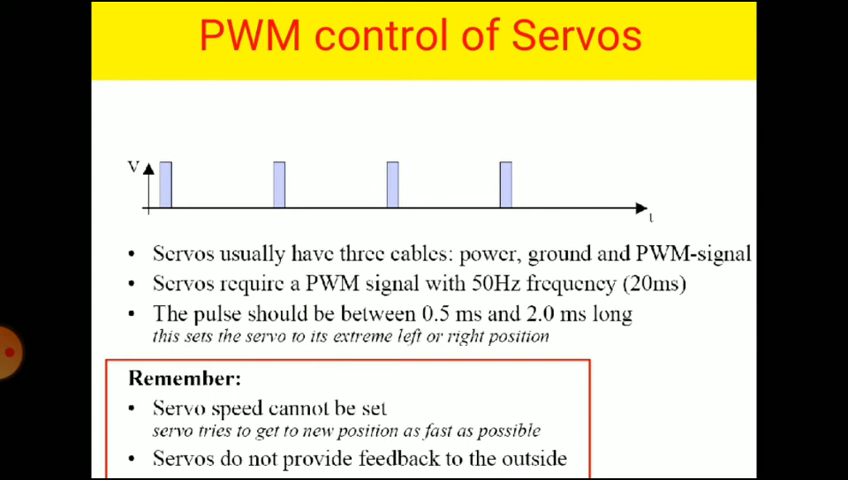 PWM control of Servos
V
t
• Servos usually have three cables: power, ground and PWM-signal
• Servos require a PWM signal with 50Hz frequency (20ms)
• The pulse should be between 0.5 ms and 2.0 ms long
this sets the servo to its extreme left or right position
Remember:
• Servo speed cannot be set
servo tries to get to new position as fast as possible
• Servos do not provide feedback to the outside